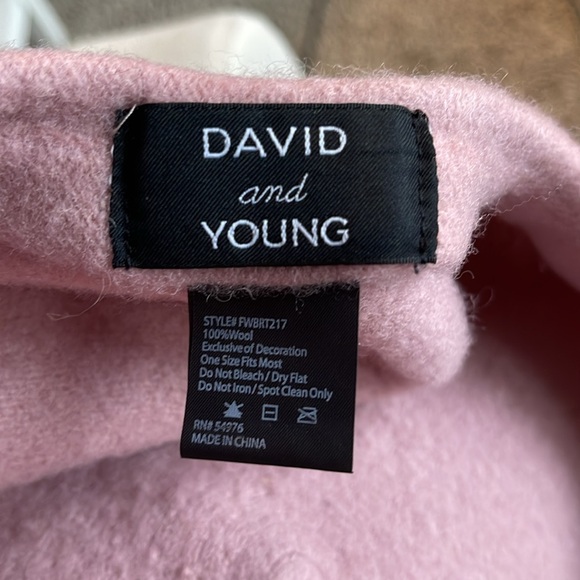 DAVID
and
YOUNG
STYLE# FWBRT217
100%Wool
Exclusive of Decoration
One Size Fits Most
Do Not Bleach / Dry Flat
Do Not Iron / Spot Clean Only
RN# 54976
MADE IN CHINA